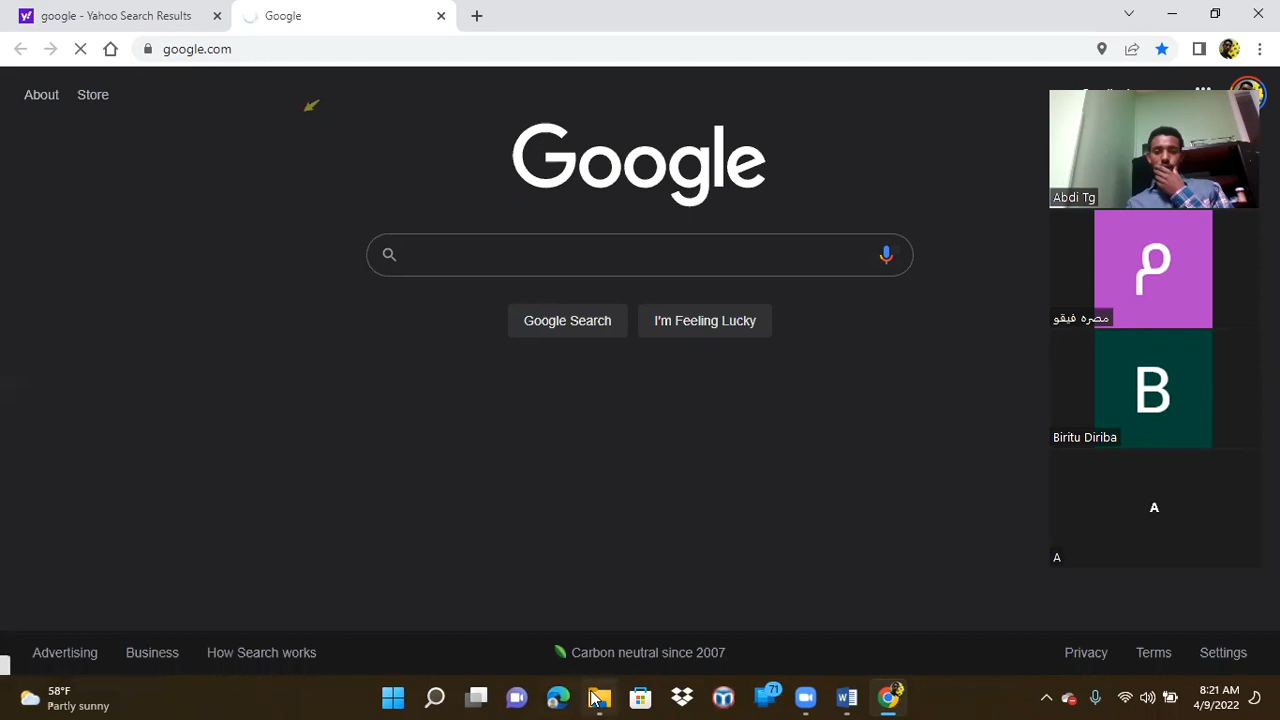 google - Yahoo Search Results
Google
google.com
About
Store
Google
Google Search
I'm Feeling Lucky
Abdi Tg
م
مصره فيقو
B
Biritu Diriba
A
A
Advertising
Business
How Search works
Carbon neutral since 2007
Privacy
Terms
Settings
58°F
Partly sunny
71
8:21 AM
4/9/2022